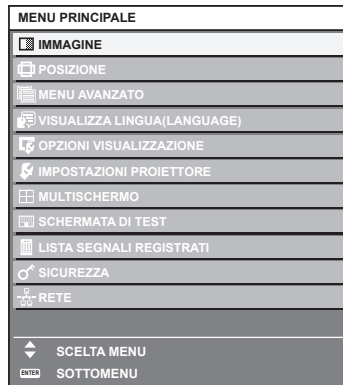 MENU PRINCIPALE
IMMAGINE
POSIZIONE
MENU AVANZATO
VISUALIZZA LINGUA(LANGUAGE)
OPZIONI VISUALIZZAZIONE
IMPOSTAZIONI PROIETTORE
MULTISCHERMO
SCHERMATA DI TEST
LISTA SEGNALI REGISTRATI
SICUREZZA
RETE
SCELTA MENU
ENTER SOTTOMENU